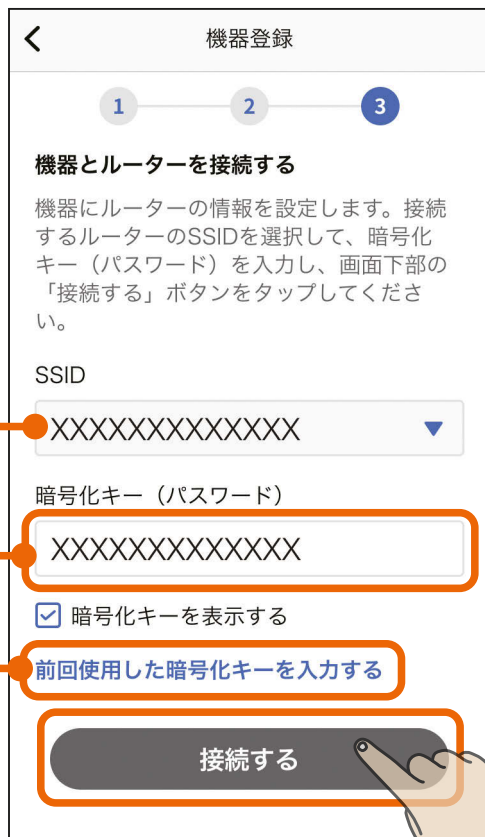 機器登録
1 2 3
機器とルーターを接続する
機器にルーターの情報を設定します。接続
するルーターのSSIDを選択して、暗号化
キー（パスワード）を入力し、画面下部の
「接続する」ボタンをタップしてくださ
い。
SSID
XXXXXXXXXXXXX
暗号化キー（パスワード）
XXXXXXXXXXXXX
暗号化キーを表示する
前回使用した暗号化キーを入力する
接続する